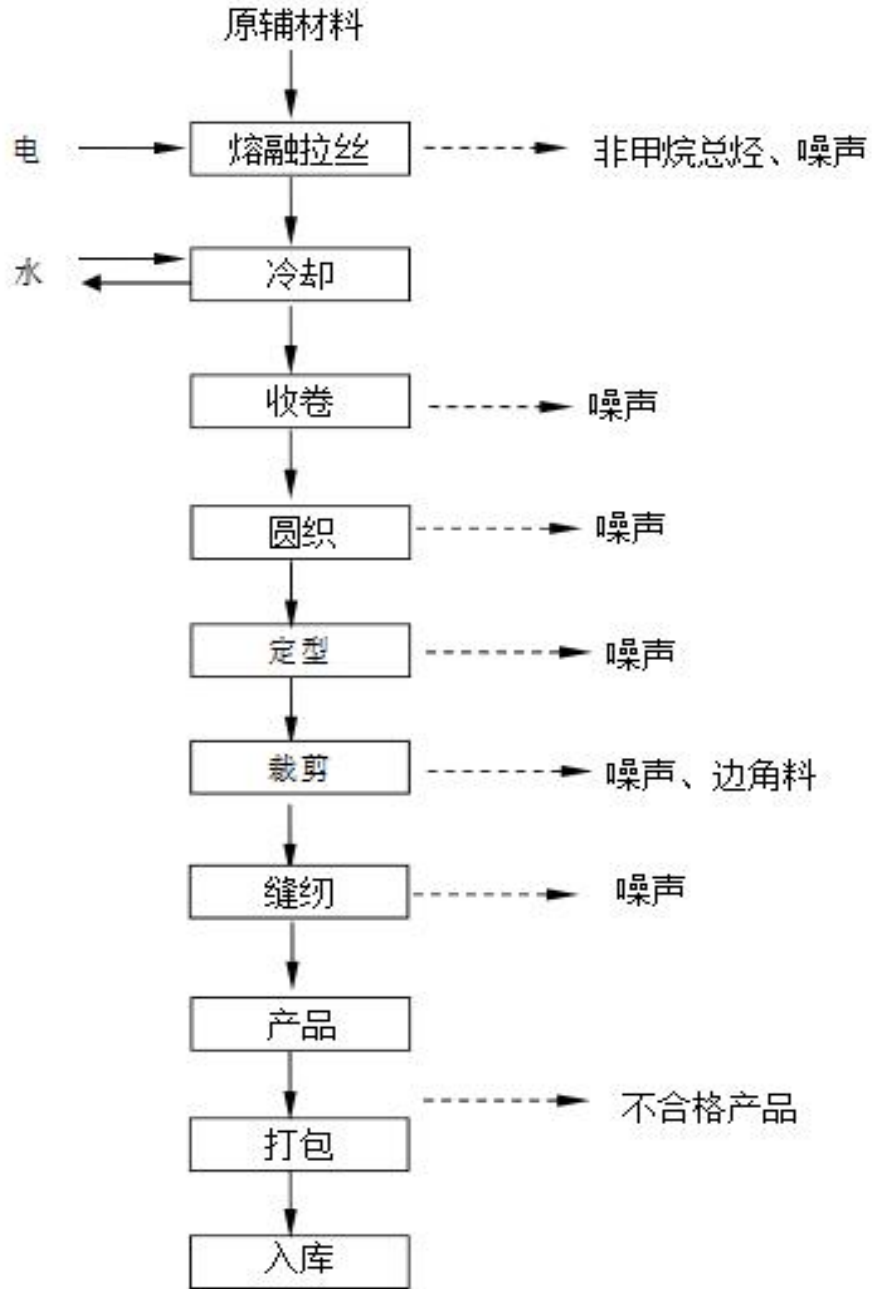 原辅材料
电 熔融拉丝 非甲烷总烃、噪声
水 冷却
收卷 噪声
圆织 噪声
定型 噪声
裁剪 噪声、边角料
缝纫 噪声
产品
不合格产品
打包
入库